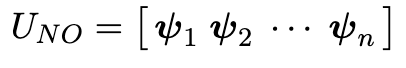 U_{NO} = [ 𝝍_1 𝝍_2 ⋯ 𝝍_n ]